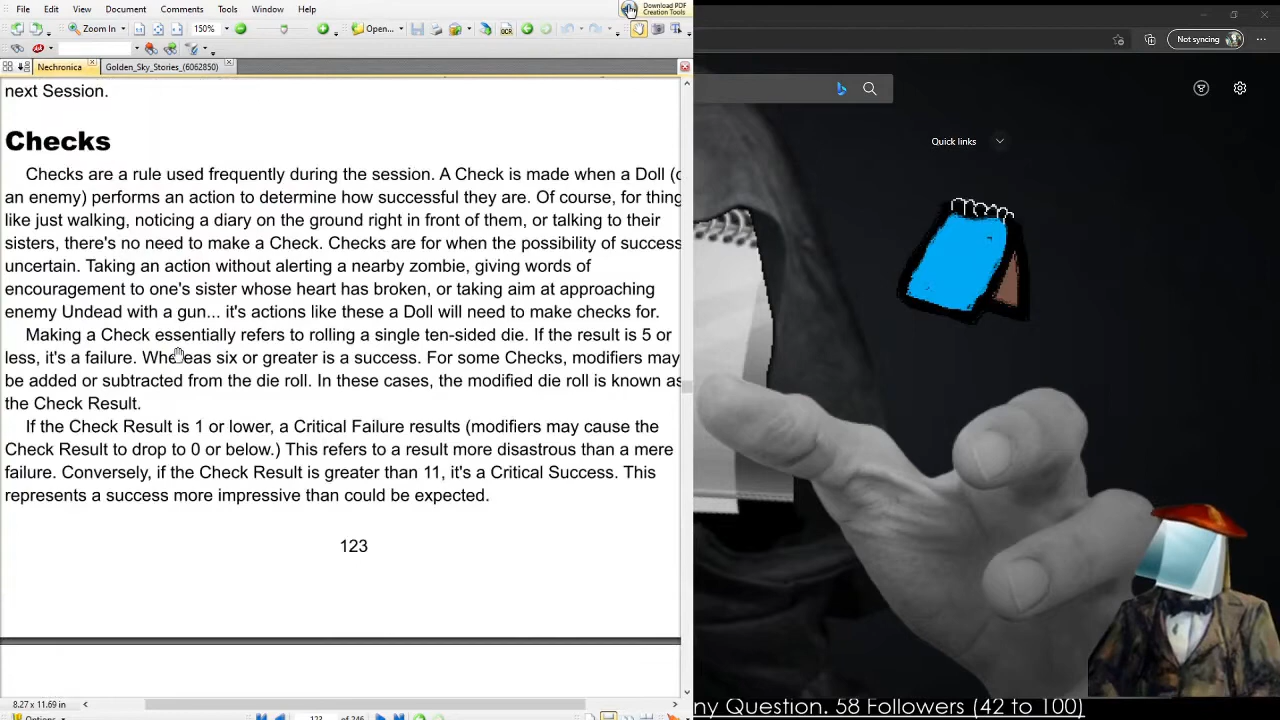 File Edit View Document Comments Tools Window Help
Download PDF
Creation Tools
Zoom In 150% Open... OCR
Nechronica Golden_Sky_Stories_(6062850)
next Session.
Checks
Checks are a rule used frequently during the session. A Check is made when a Doll
an enemy) performs an action to determine how successful they are. Of course, for thing
like just walking, noticing a diary on the ground right in front of them, or talking to their
sisters, there's no need to make a Check. Checks are for when the possibility of success
uncertain. Taking an action without alerting a nearby zombie, giving words of
encouragement to one's sister whose heart has broken, or taking aim at approaching
enemy Undead with a gun... it's actions like these a Doll will need to make checks for.
Making a Check essentially refers to rolling a single ten-sided die. If the result is 5 or
less, it's a failure. Whereas six or greater is a success. For some Checks, modifiers may
be added or subtracted from the die roll. In these cases, the modified die roll is known as
the Check Result.
If the Check Result is 1 or lower, a Critical Failure results (modifiers may cause the
Check Result to drop to 0 or below.) This refers to a result more disastrous than a mere
failure. Conversely, if the Check Result is greater than 11, it's a Critical Success. This
represents a success more impressive than could be expected.
123
8.27 x 11.69 in
Options
123 of 246
Not syncing
Quick links
ny Question. 58 Followers (42 to 100)